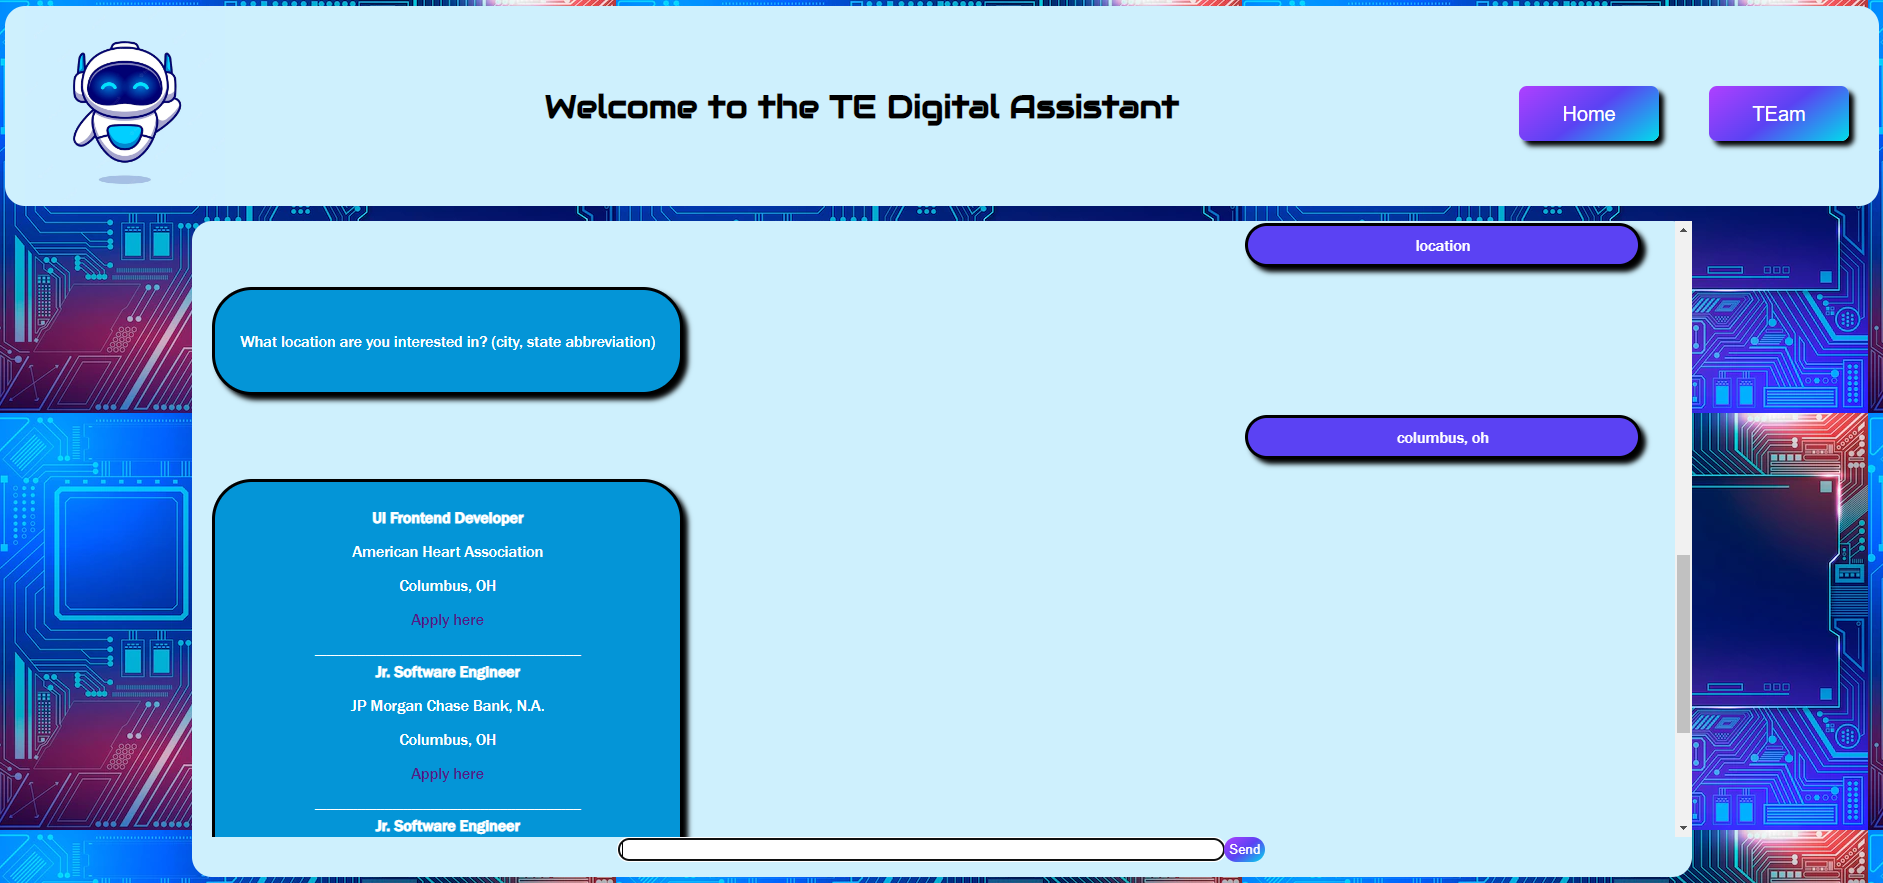 Welcome to the TE Digital Assistant
Home
TEam
location
What location are you interested in? (city, state abbreviation)
columbus, oh
UI Frontend Developer
American Heart Association
Columbus, OH
Apply here
Jr. Software Engineer
JP Morgan Chase Bank, N.A.
Columbus, OH
Apply here
Jr. Software Engineer
Send